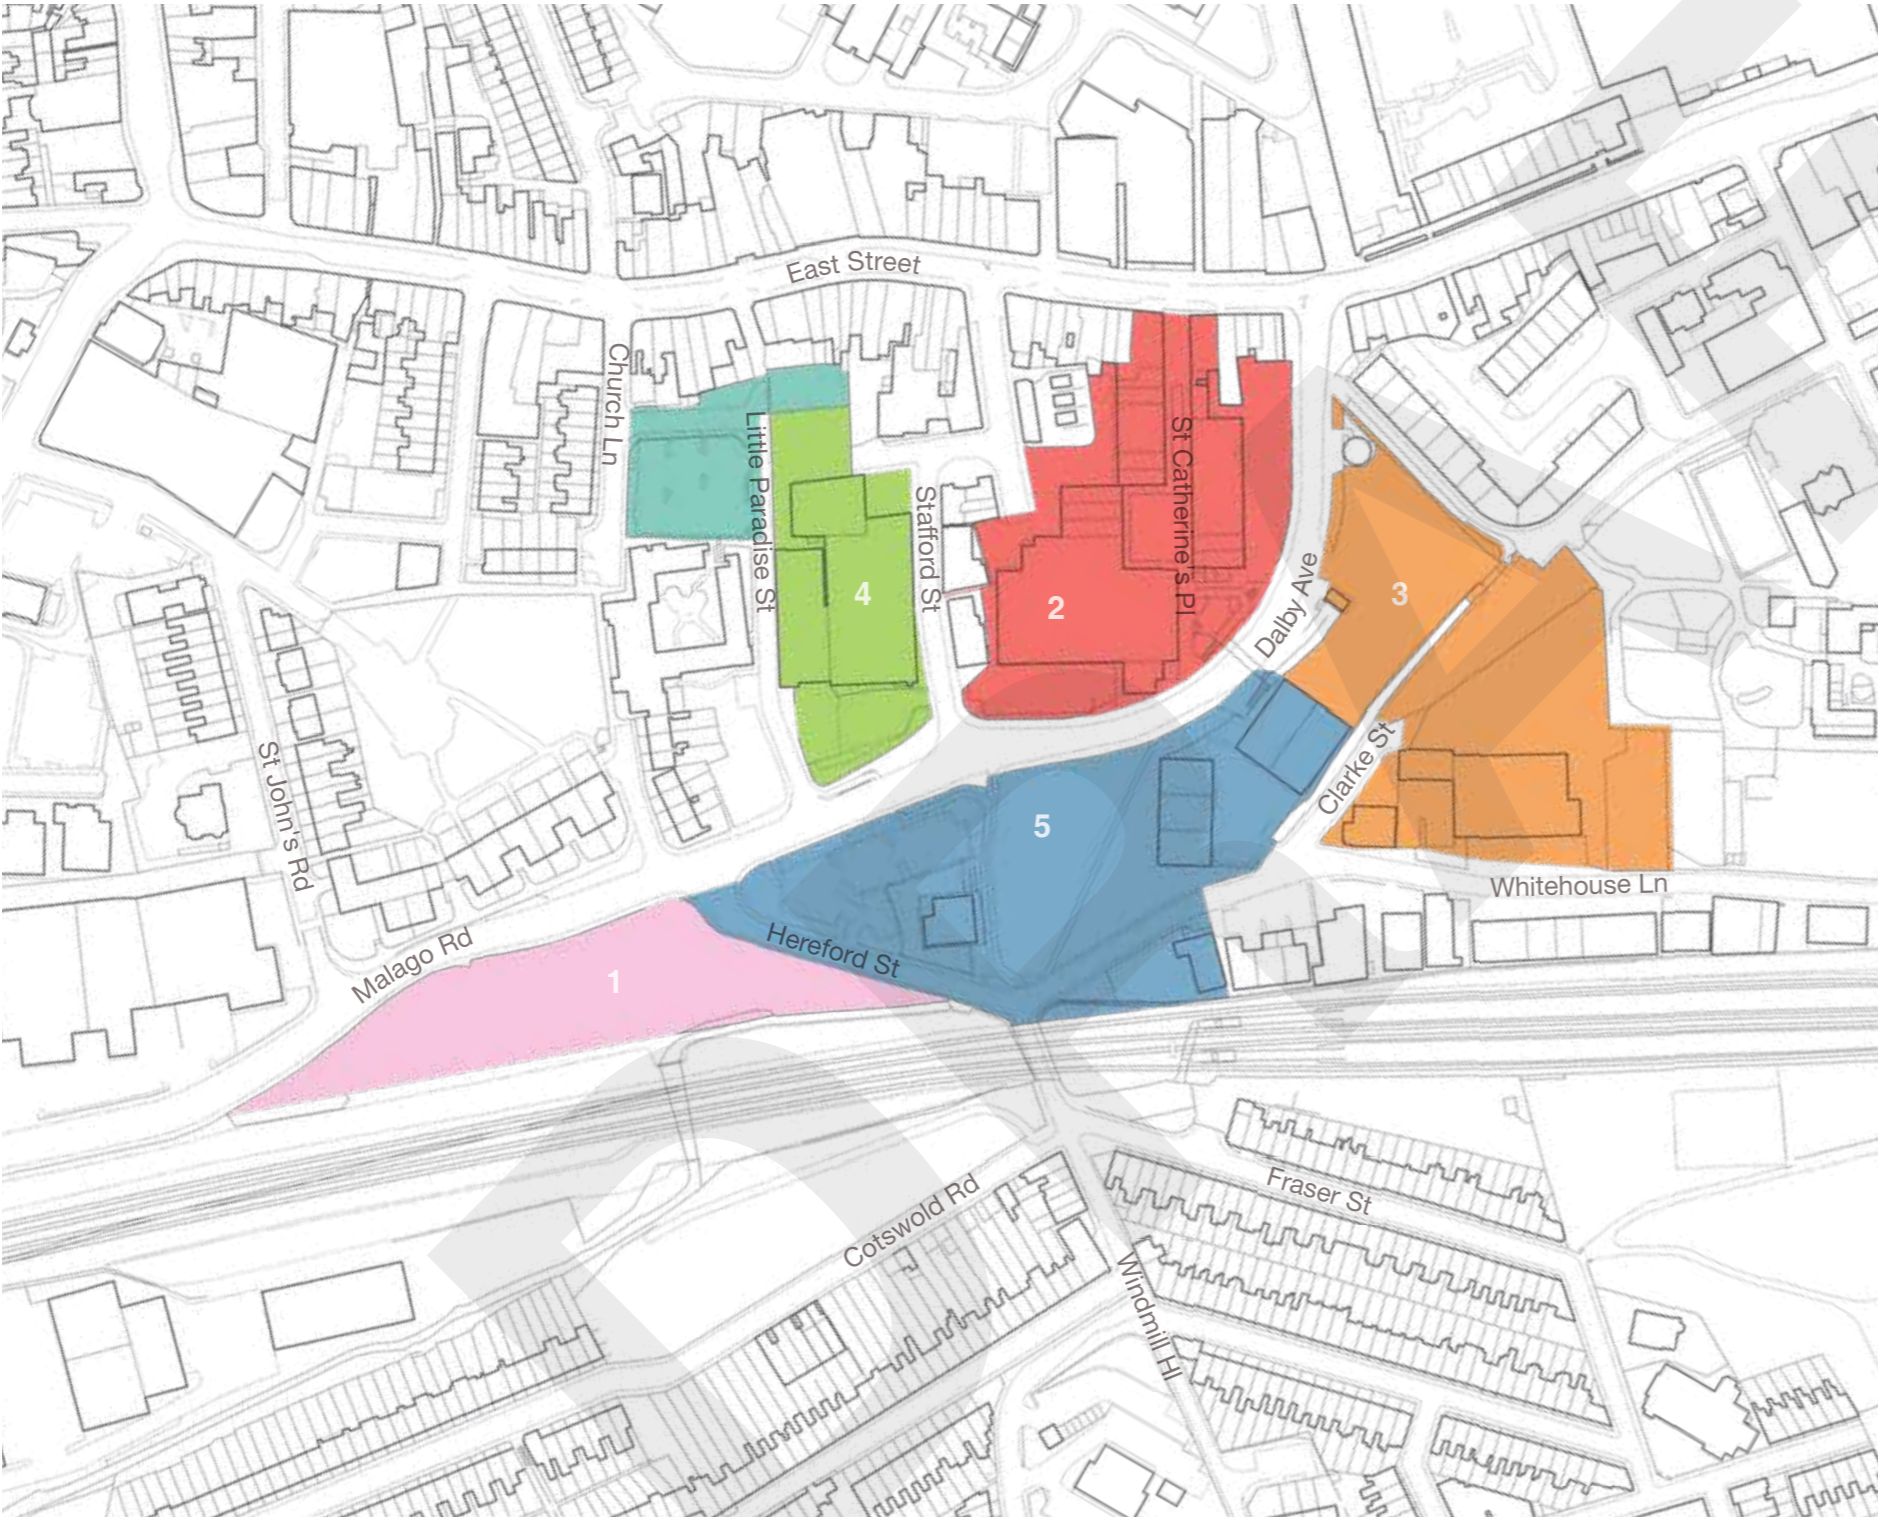 East Street
Church Ln
Little Paradise St
Stafford St
St Catherine's Pl
Dalby Ave
4
2
3
St John's Rd
Clarke St
5
Whitehouse Ln
Malago Rd
Hereford St
1
Cotswold Rd
Fraser St
Windmill Hl